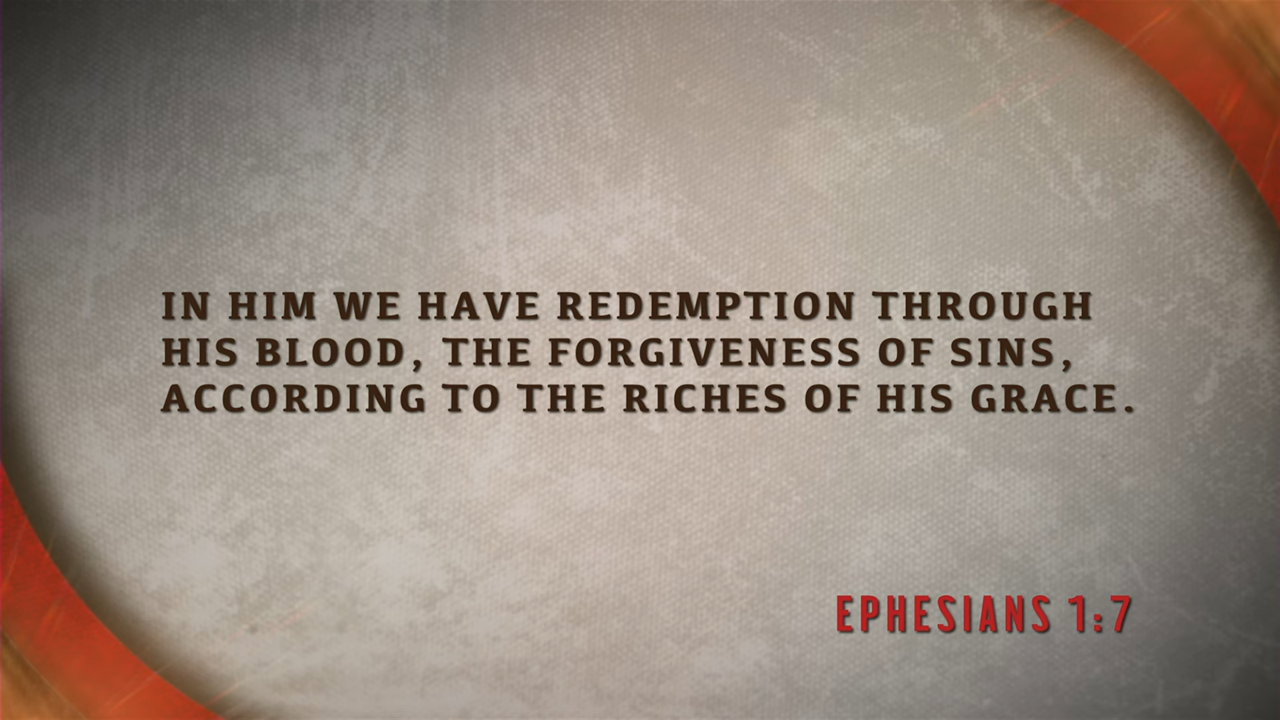 IN HIM WE HAVE REDEMPTION THROUGH
HIS BLOOD, THE FORGIVENESS OF SINS,
ACCORDING TO THE RICHES OF HIS GRACE.
EPHESIANS 1:7